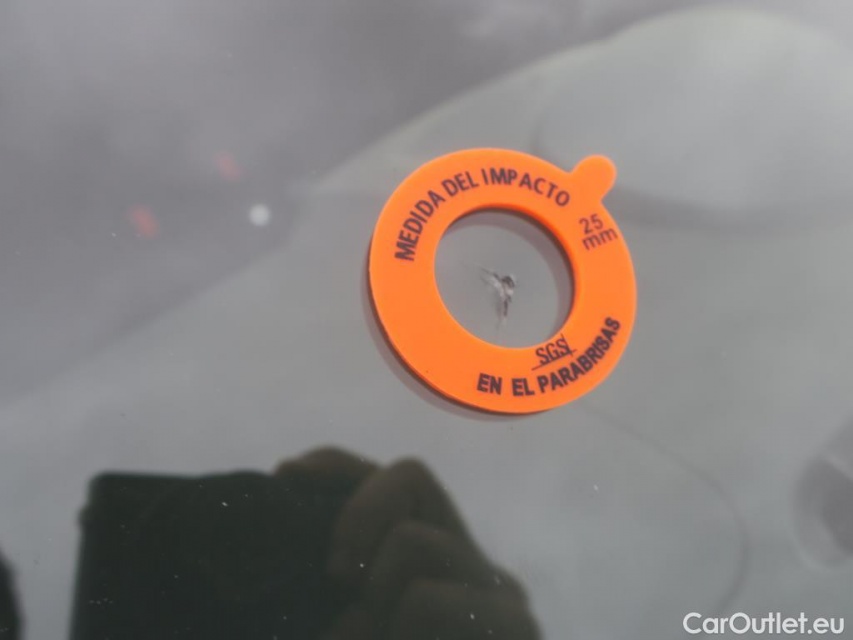 MEDIDA DEL IMPACTO
25
mm
SGS
EN EL PARABRISAS
CarOutlet.eu